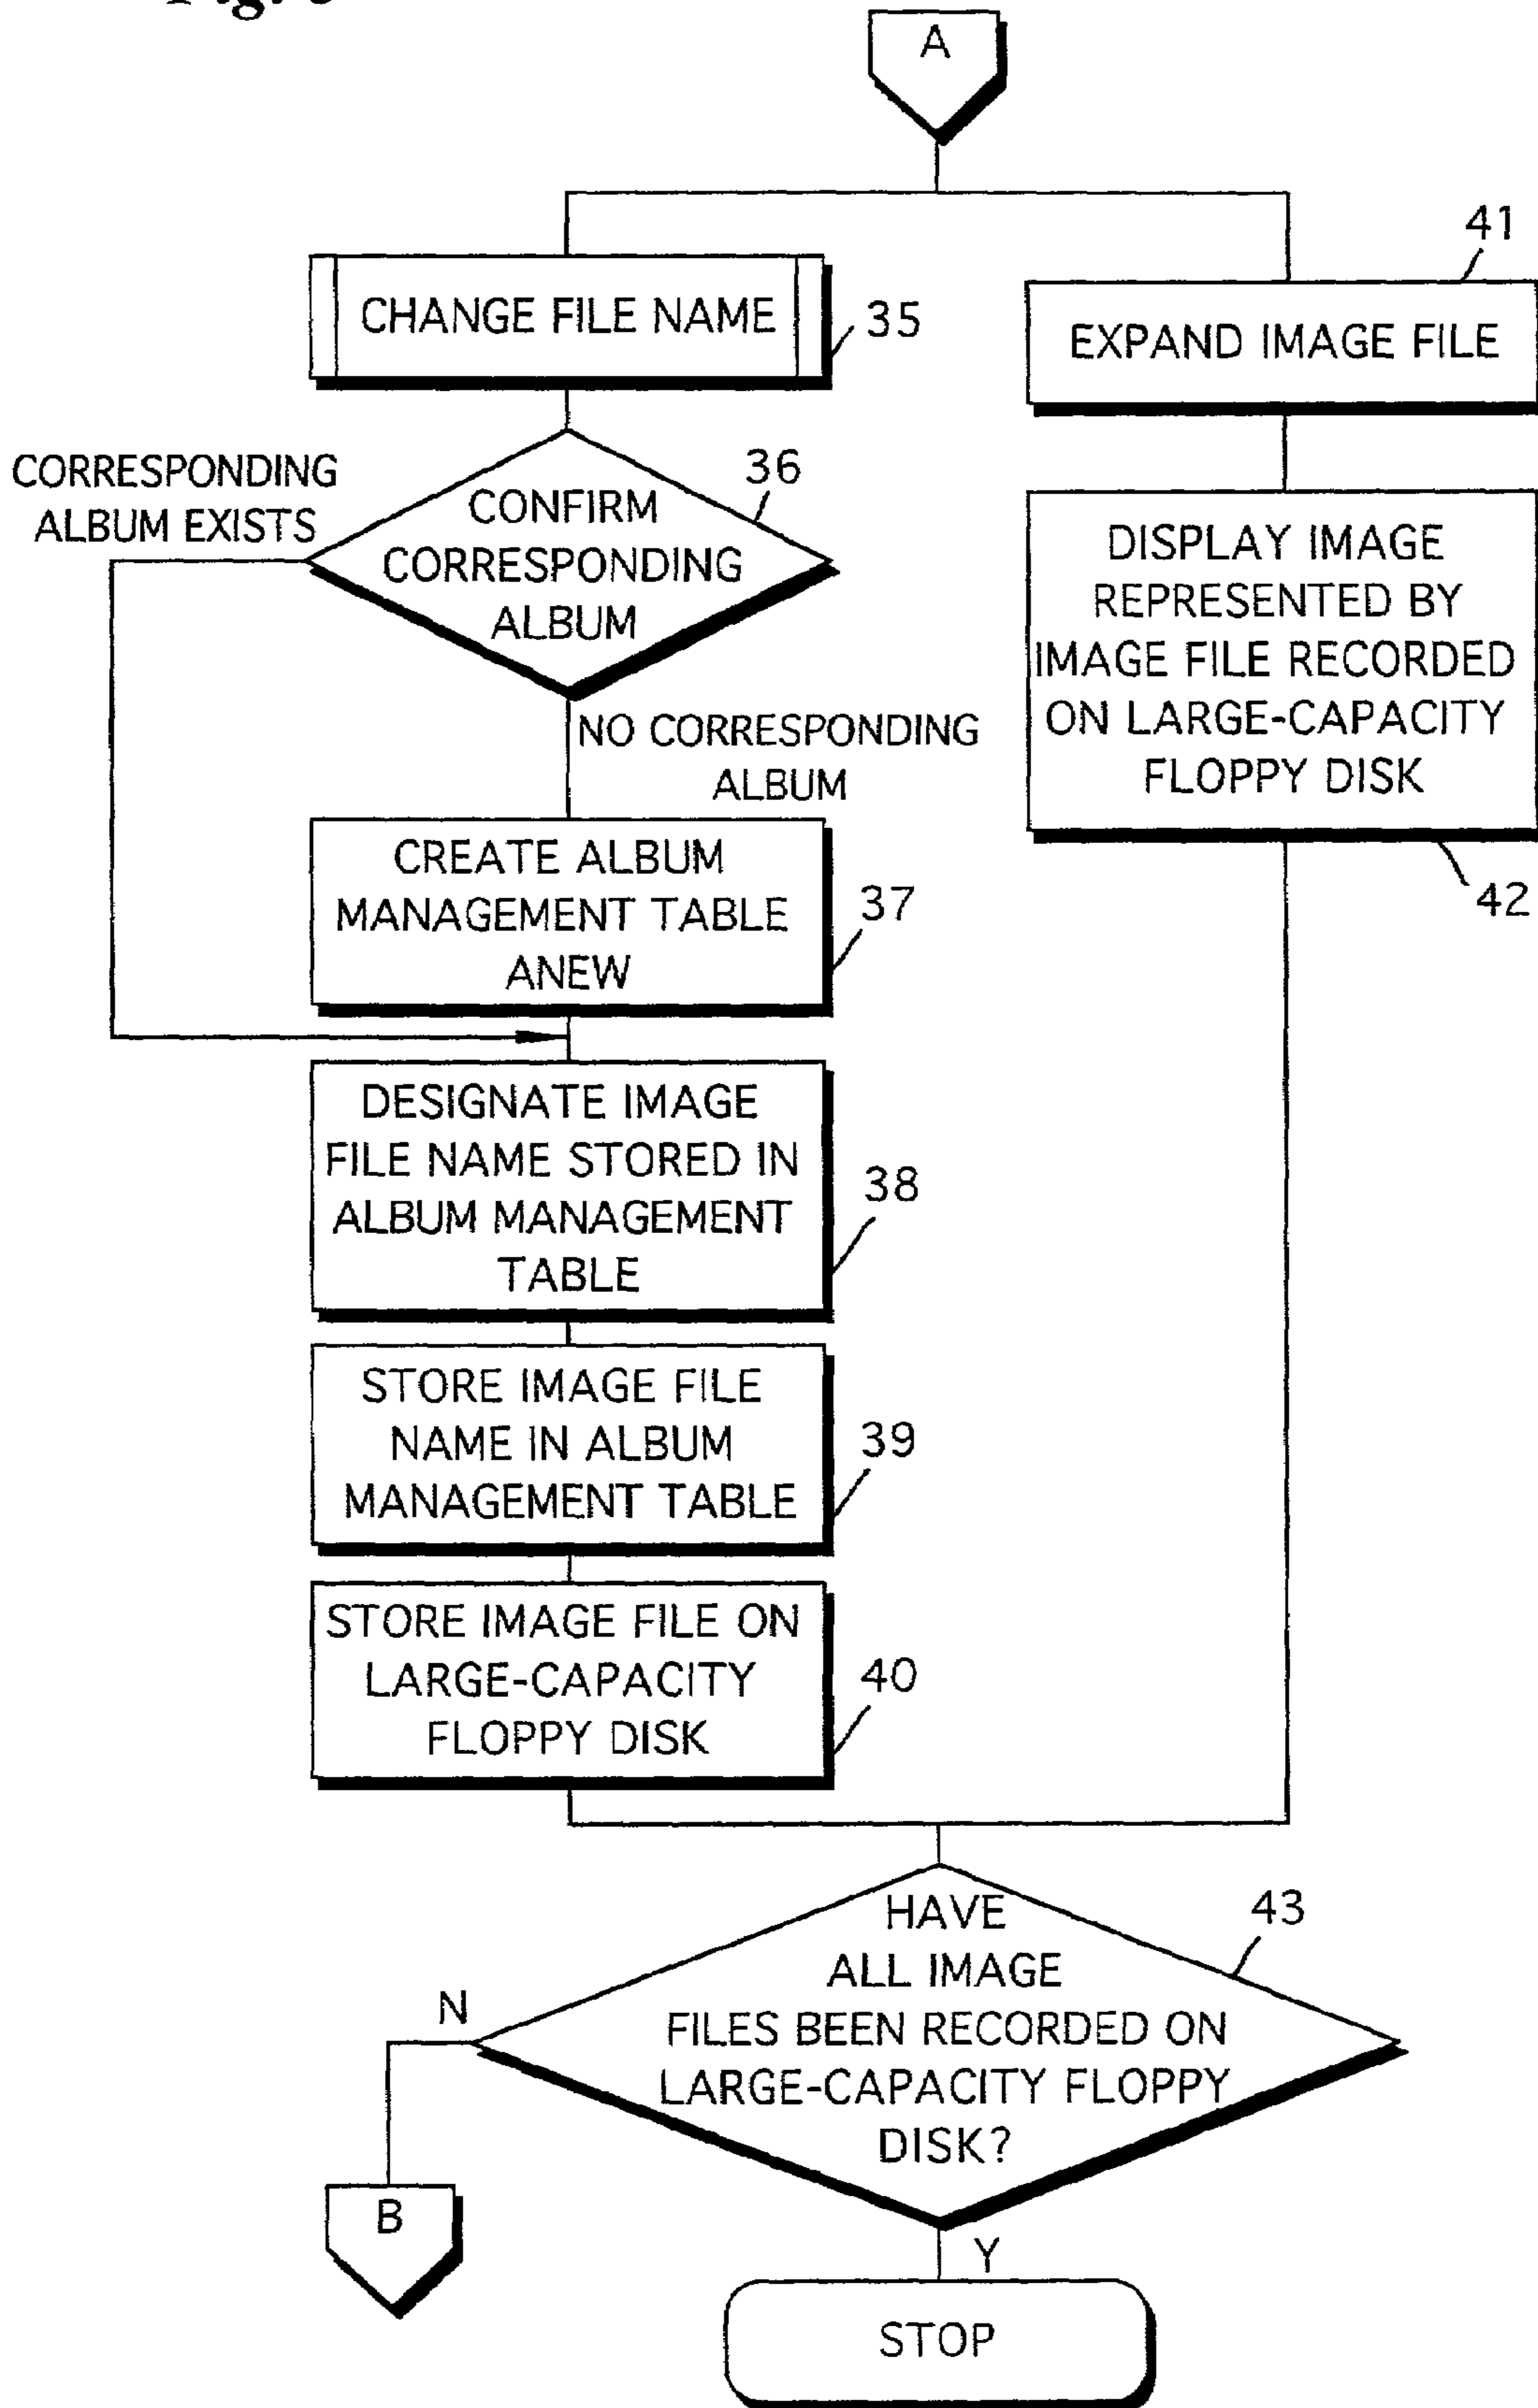 A
CHANGE FILE NAME
35
CORRESPONDING
ALBUM EXISTS
CONFIRM
CORRESPONDING
ALBUM
36
NO CORRESPONDING
ALBUM
CREATE ALBUM
MANAGEMENT TABLE
ANEW
37
DESIGNATE IMAGE
FILE NAME STORED IN
ALBUM MANAGEMENT
TABLE
38
STORE IMAGE FILE
NAME IN ALBUM
MANAGEMENT TABLE
39
STORE IMAGE FILE ON
LARGE-CAPACITY
FLOPPY DISK
40
41
EXPAND IMAGE FILE
DISPLAY IMAGE
REPRESENTED BY
IMAGE FILE RECORDED
ON LARGE-CAPACITY
FLOPPY DISK
42
HAVE
ALL IMAGE
FILES BEEN RECORDED ON
LARGE-CAPACITY FLOPPY
DISK?
43
N
B
Y
STOP